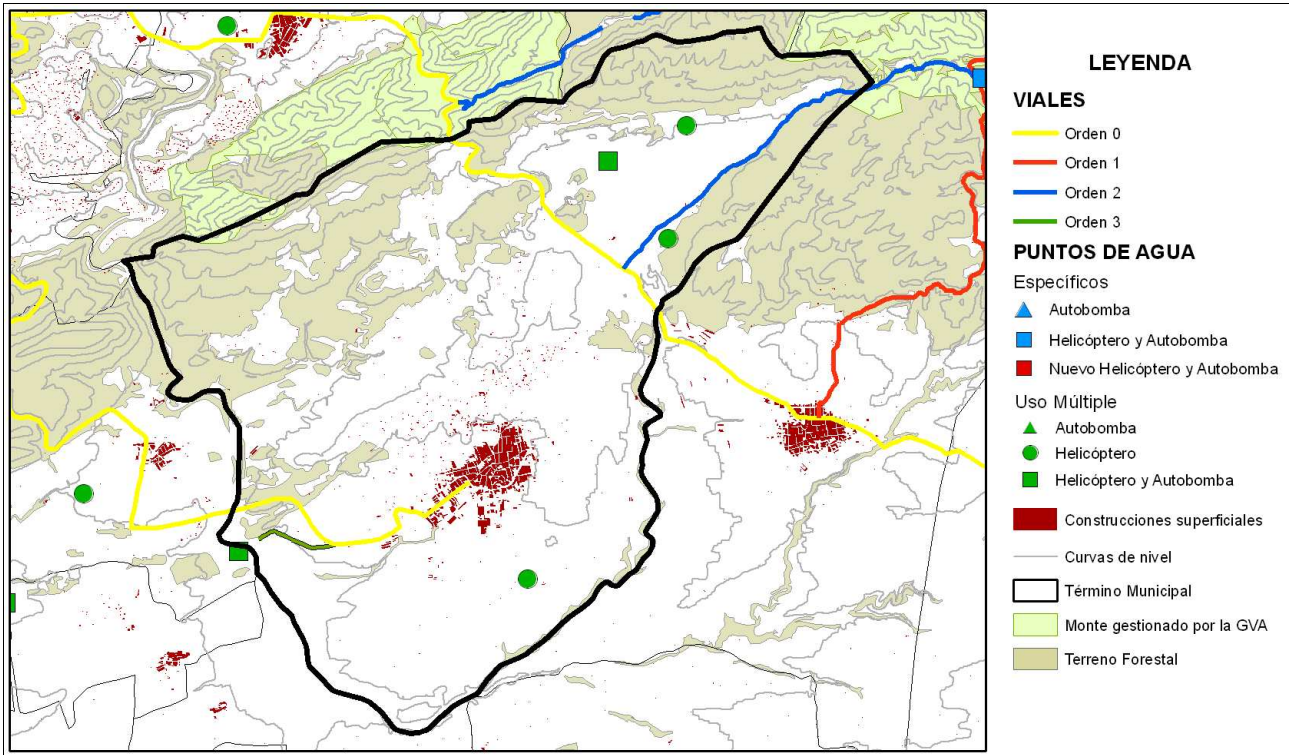 LEYENDA
VIALES
Orden 0
Orden 1
Orden 2
Orden 3
PUNTOS DE AGUA
Específicos
Autobomba
Helicóptero y Autobomba
Nuevo Helicóptero y Autobomba
Uso Múltiple
Autobomba
Helicóptero
Helicóptero y Autobomba
Construcciones superficiales
Curvas de nivel
Término Municipal
Monte gestionado por la GVA
Terreno Forestal